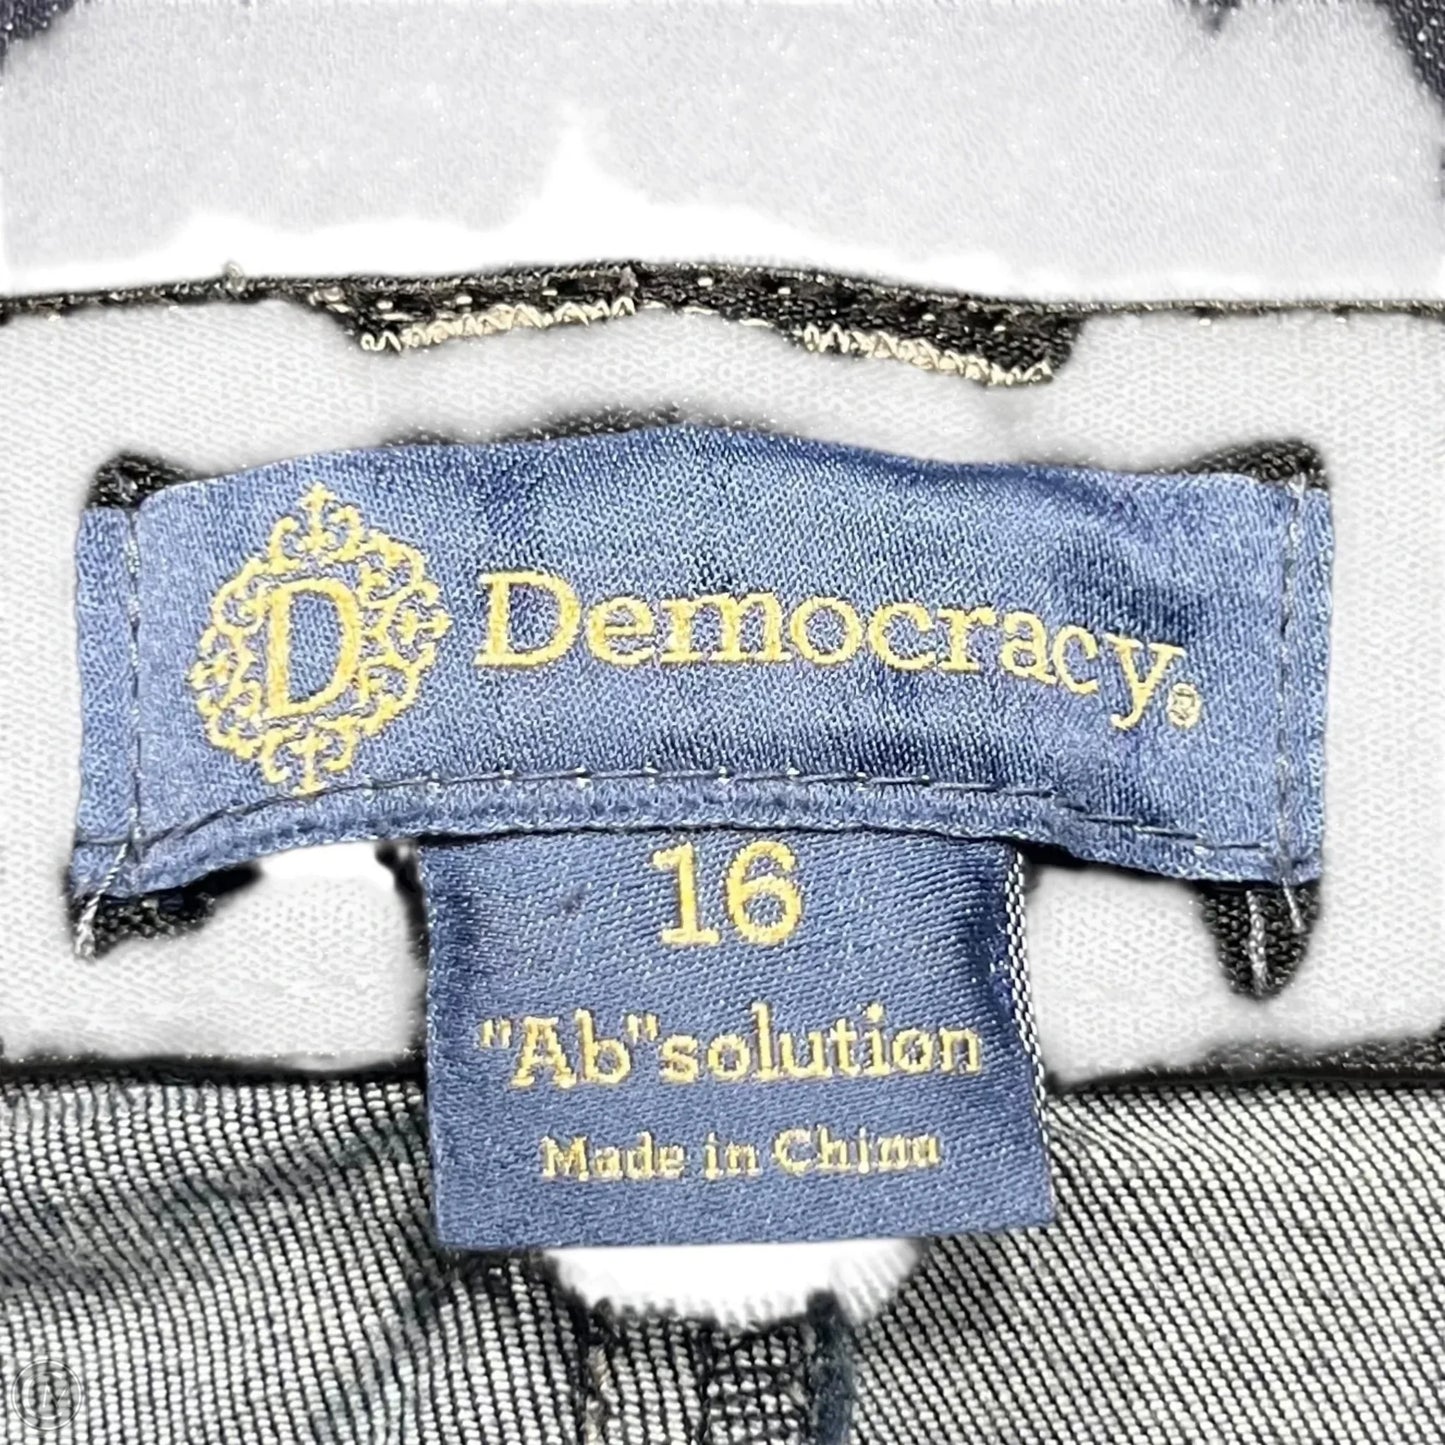 D Democracy®
16
"Ab"solution
Made in China